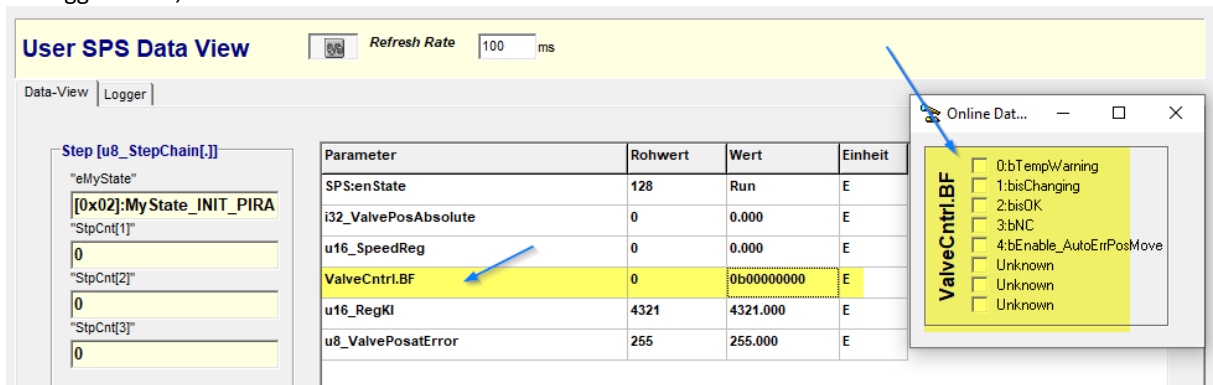 User SPS Data View
Refresh Rate 100 ms
Data-View Logger
Step [u8_StepChain[.]]
"eMyState"
[0x02]:MyState_INIT_PIRA
"StpCnt[1]"
0
"StpCnt[2]"
0
"StpCnt[3]"
0
Parameter Rohwert Wert Einheit
SPS:enState 128 Run E
i32_ValvePosAbsolute 0 0.000 E
u16_SpeedReg 0 0.000 E
ValveCntrl.BF 0 0b00000000 E
u16_RegKI 4321 4321.000 E
u8_ValvePosatError 255 255.000 E
Online Dat...
ValveCntrl.BF
0:bTempWarning
1:bisChanging
2:bisOK
3:bNC
4:bEnable_AutoErrPosMove
Unknown
Unknown
Unknown